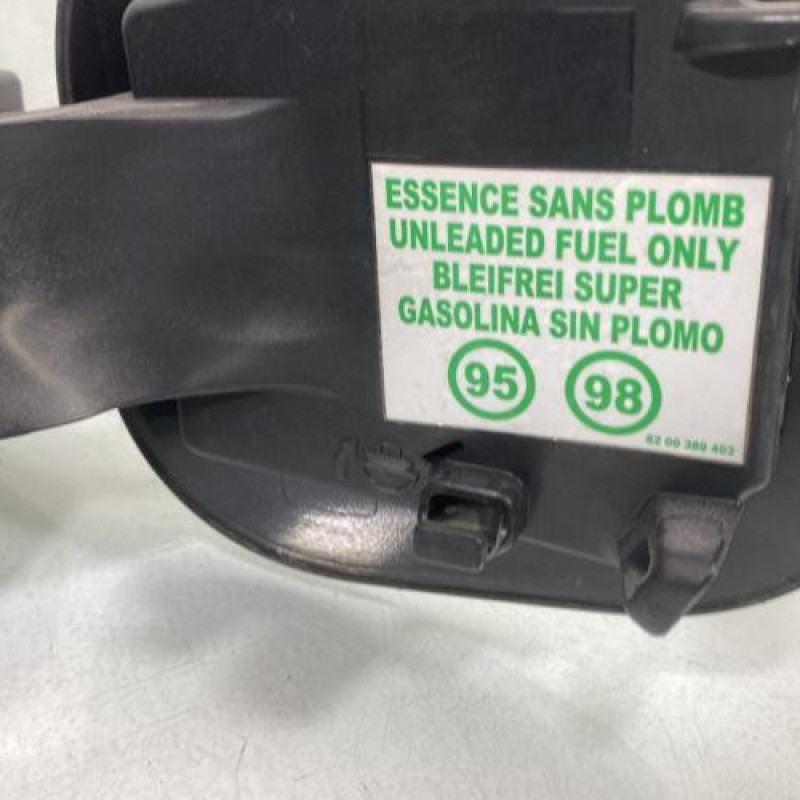 ESSENCE SANS PLOMB
UNLEADED FUEL ONLY
BLEIFREI SUPER
GASOLINA SIN PLOMO
95 98
82 00 389 403